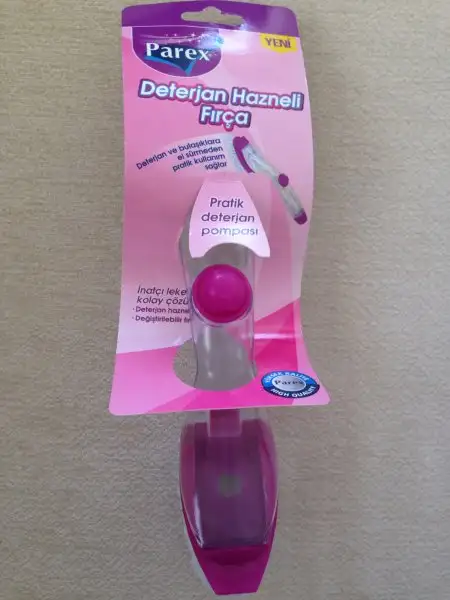 Parex
YENİ
Deterjan Hazneli
Fırça
Deterjan ve bulaşıklara
el sürmeden
pratik kullanım
sağlar
Pratik
deterjan
pompası
İnatçı leke
kolay çözü
· Deterjan hazne
· Değiştirilebilir
Parex
HIGH QUALITY